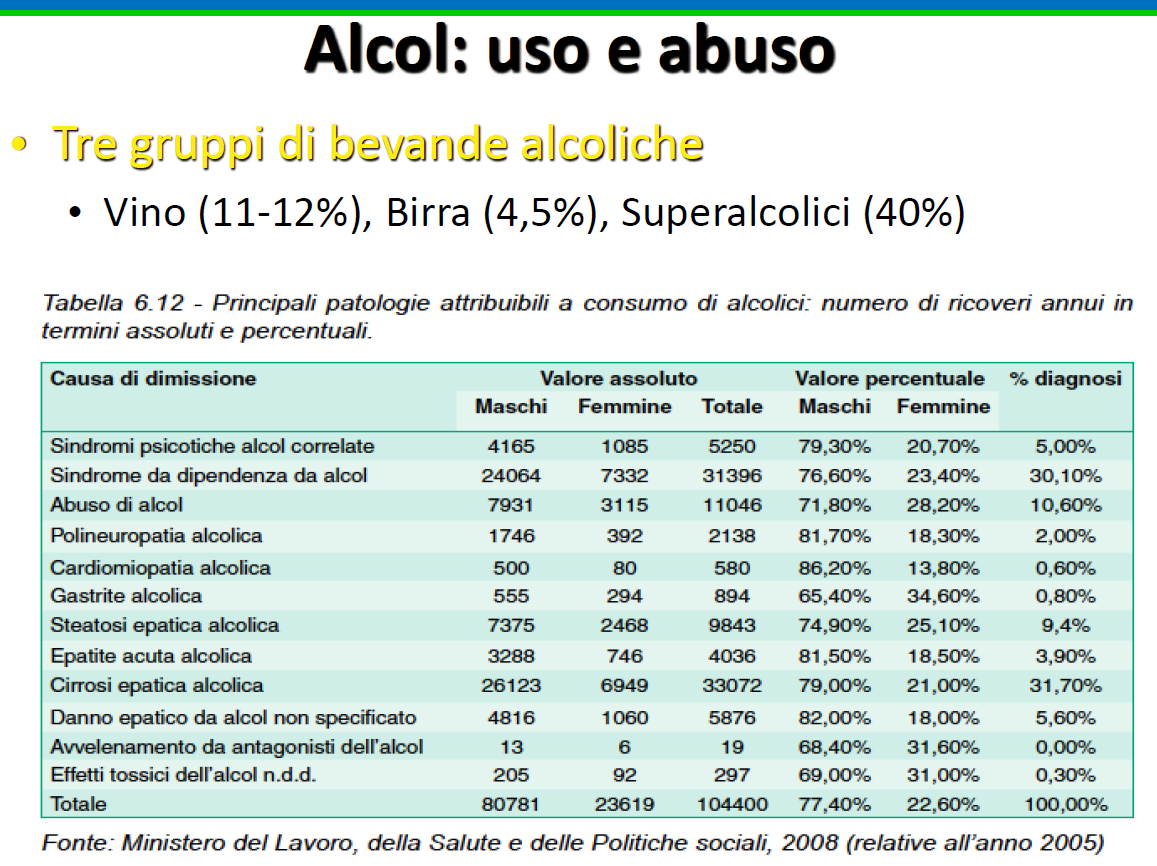 Alcol: uso e abuso
• Tre gruppi di bevande alcoliche
• Vino (11-12%), Birra (4,5%), Superalcolici (40%)
Tabella 6.12 - Principali patologie attribuibili a consumo di alcolici: numero di ricoveri annui in
termini assoluti e percentuali.
Causa di dimissione Valore assoluto Valore percentuale % diagnosi
Maschi Femmine Totale Maschi Femmine
Sindromi psicotiche alcol correlate 4165 1085 5250 79,30% 20,70% 5,00%
Sindrome da dipendenza da alcol 24064 7332 31396 76,60% 23,40% 30,10%
Abuso di alcol 7931 3115 11046 71,80% 28,20% 10,60%
Polineuropatia alcolica 1746 392 2138 81,70% 18,30% 2,00%
Cardiomiopatia alcolica 500 80 580 86,20% 13,80% 0,60%
Gastrite alcolica 555 294 894 65,40% 34,60% 0,80%
Steatosi epatica alcolica 7375 2468 9843 74,90% 25,10% 9,4%
Epatite acuta alcolica 3288 746 4036 81,50% 18,50% 3,90%
Cirrosi epatica alcolica 26123 6949 33072 79,00% 21,00% 31,70%
Danno epatico da alcol non specificato 4816 1060 5876 82,00% 18,00% 5,60%
Avvelenamento da antagonisti dell'alcol 13 6 19 68,40% 31,60% 0,00%
Effetti tossici dell'alcol n.d.d. 205 92 297 69,00% 31,00% 0,30%
Totale 80781 23619 104400 77,40% 22,60% 100,00%
Fonte: Ministero del Lavoro, della Salute e delle Politiche sociali, 2008 (relative all'anno 2005)